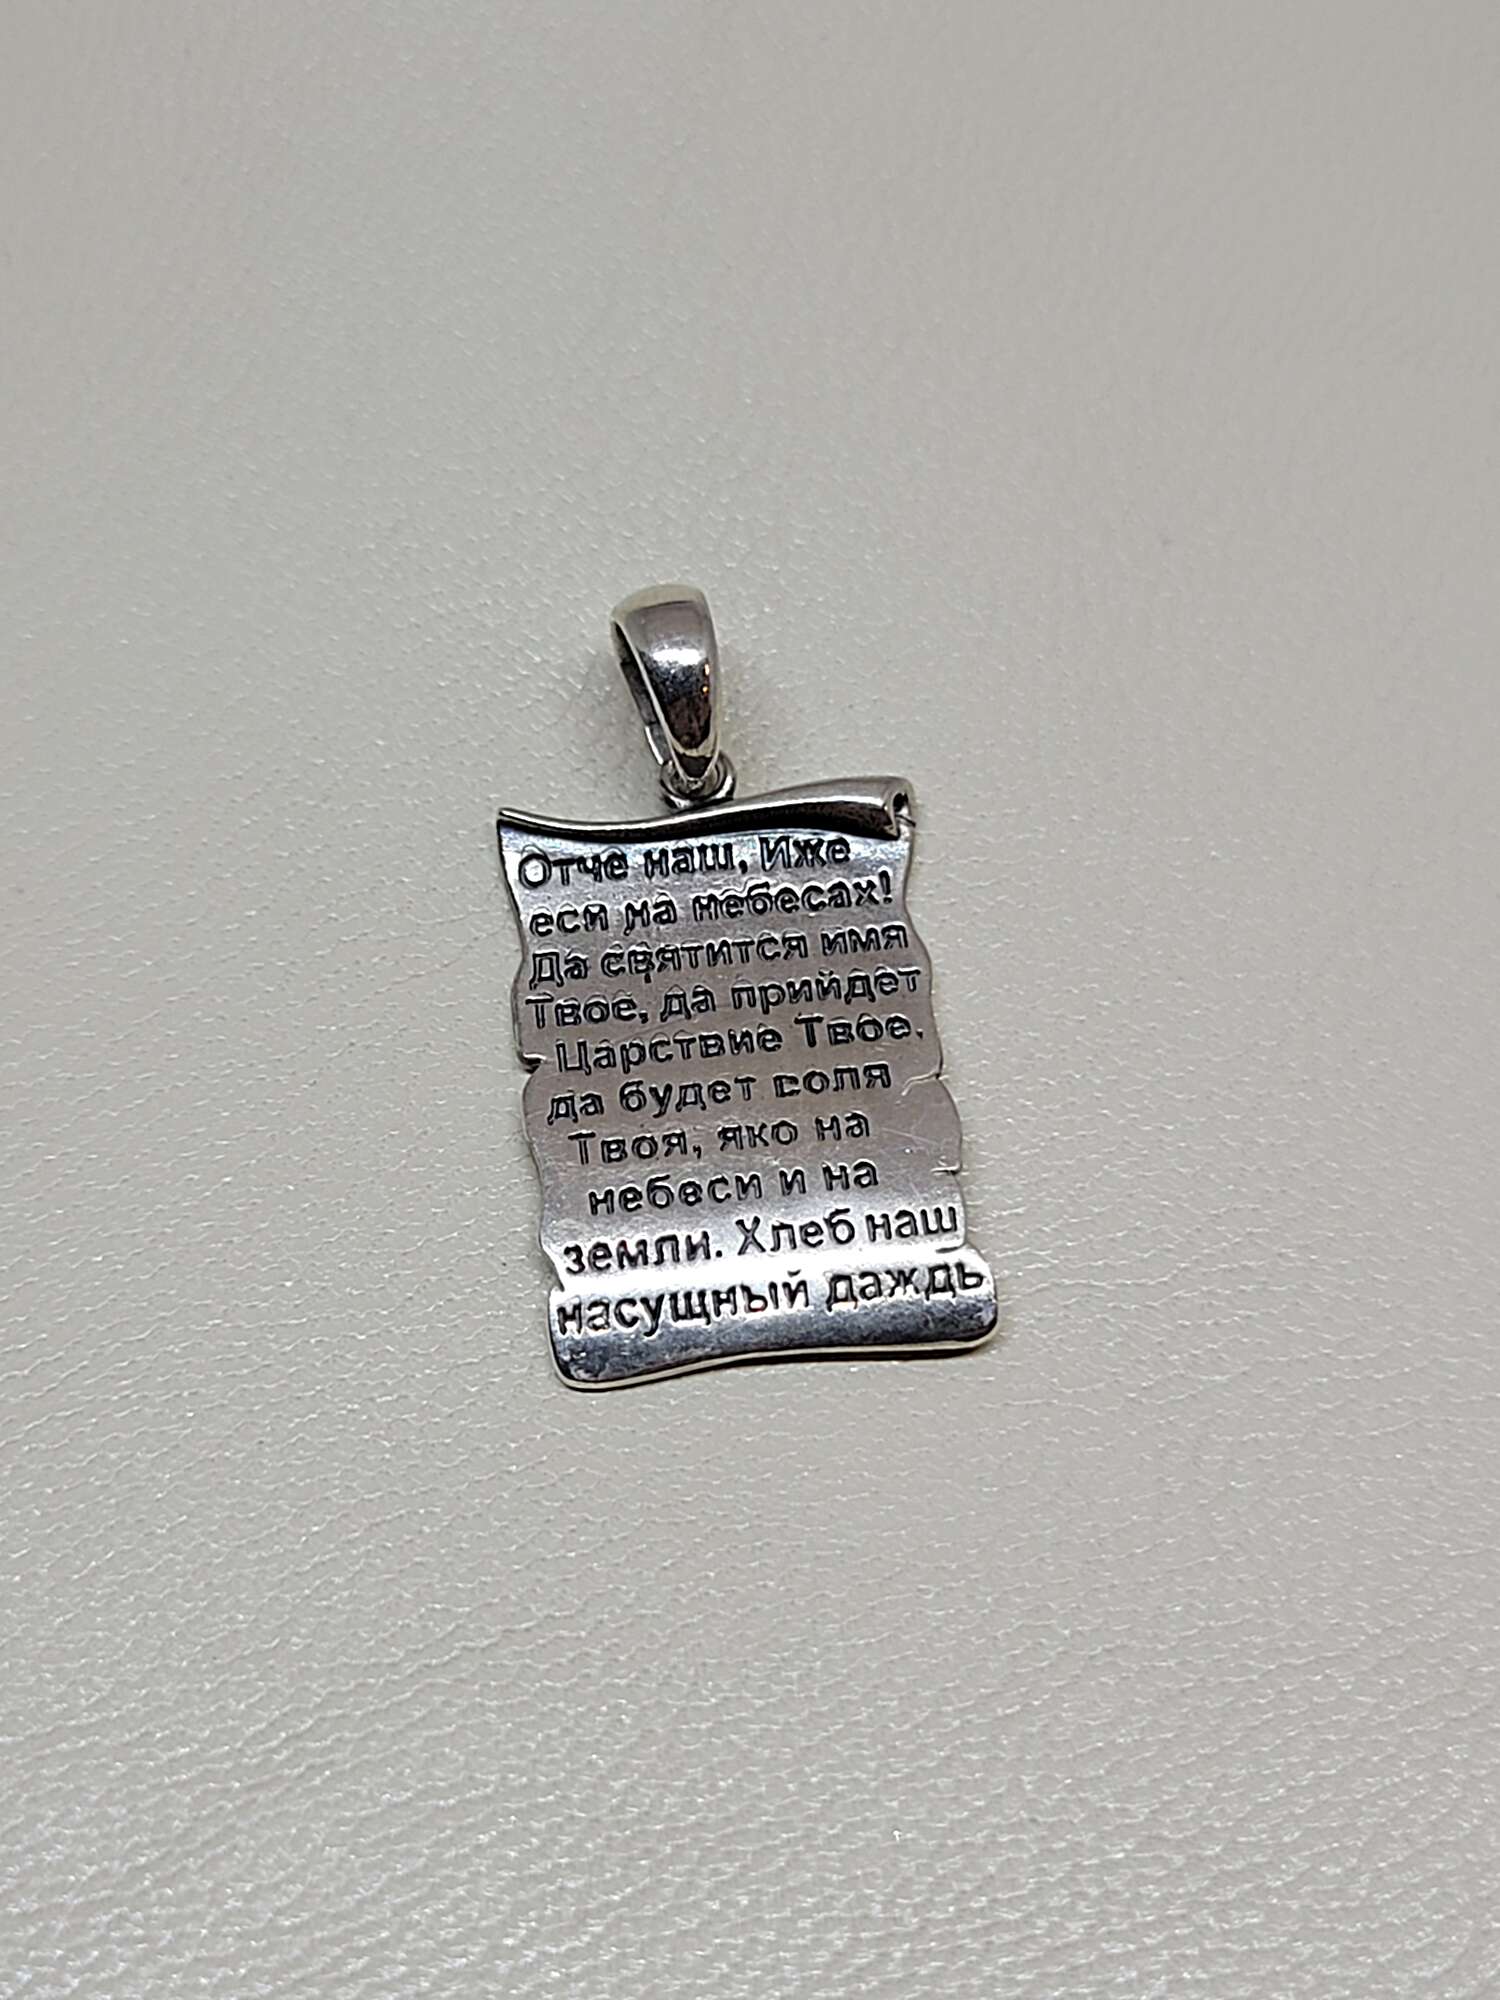 Отче наш, Иже
еси на небесах!
Да святится имя
Твое, да прийдет
Царствие Твое,
да будет воля
Твоя, яко на
небеси и на
земли. Хлеб наш
насущный даждь